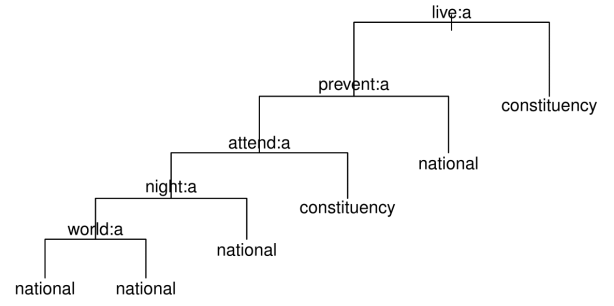 live:a
prevent:a
constituency
attend:a
national
night:a
constituency
world:a
national
national
national